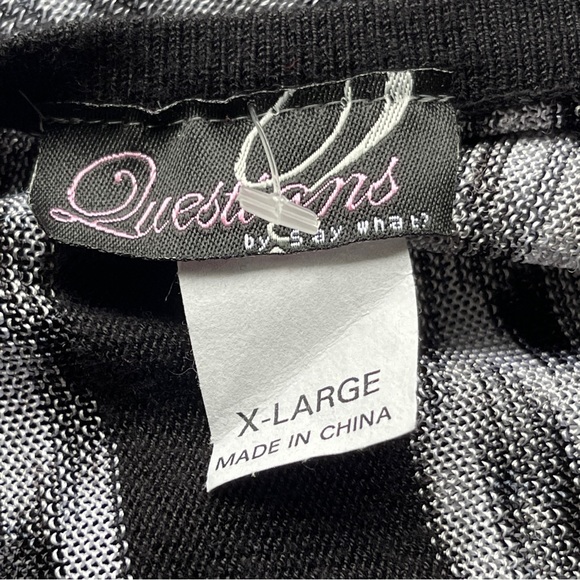 Questions
by Say What?
X-LARGE
MADE IN CHINA